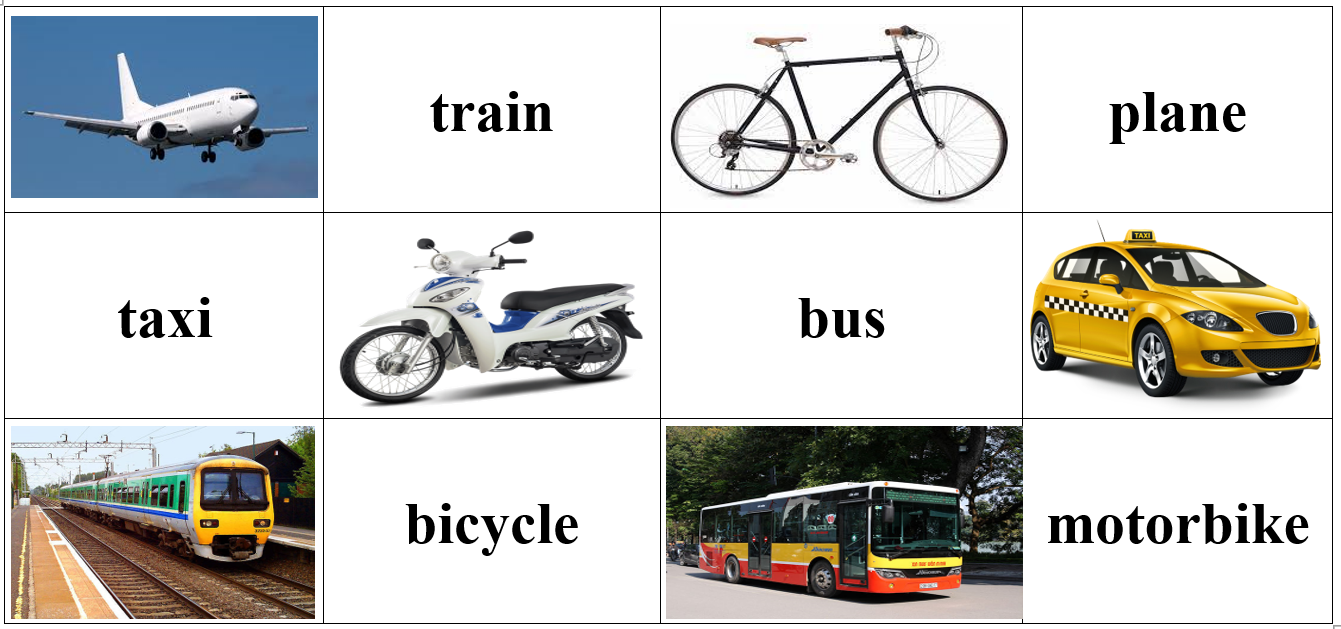 train
plane
taxi
bus
TAXI
bicycle
motorbike